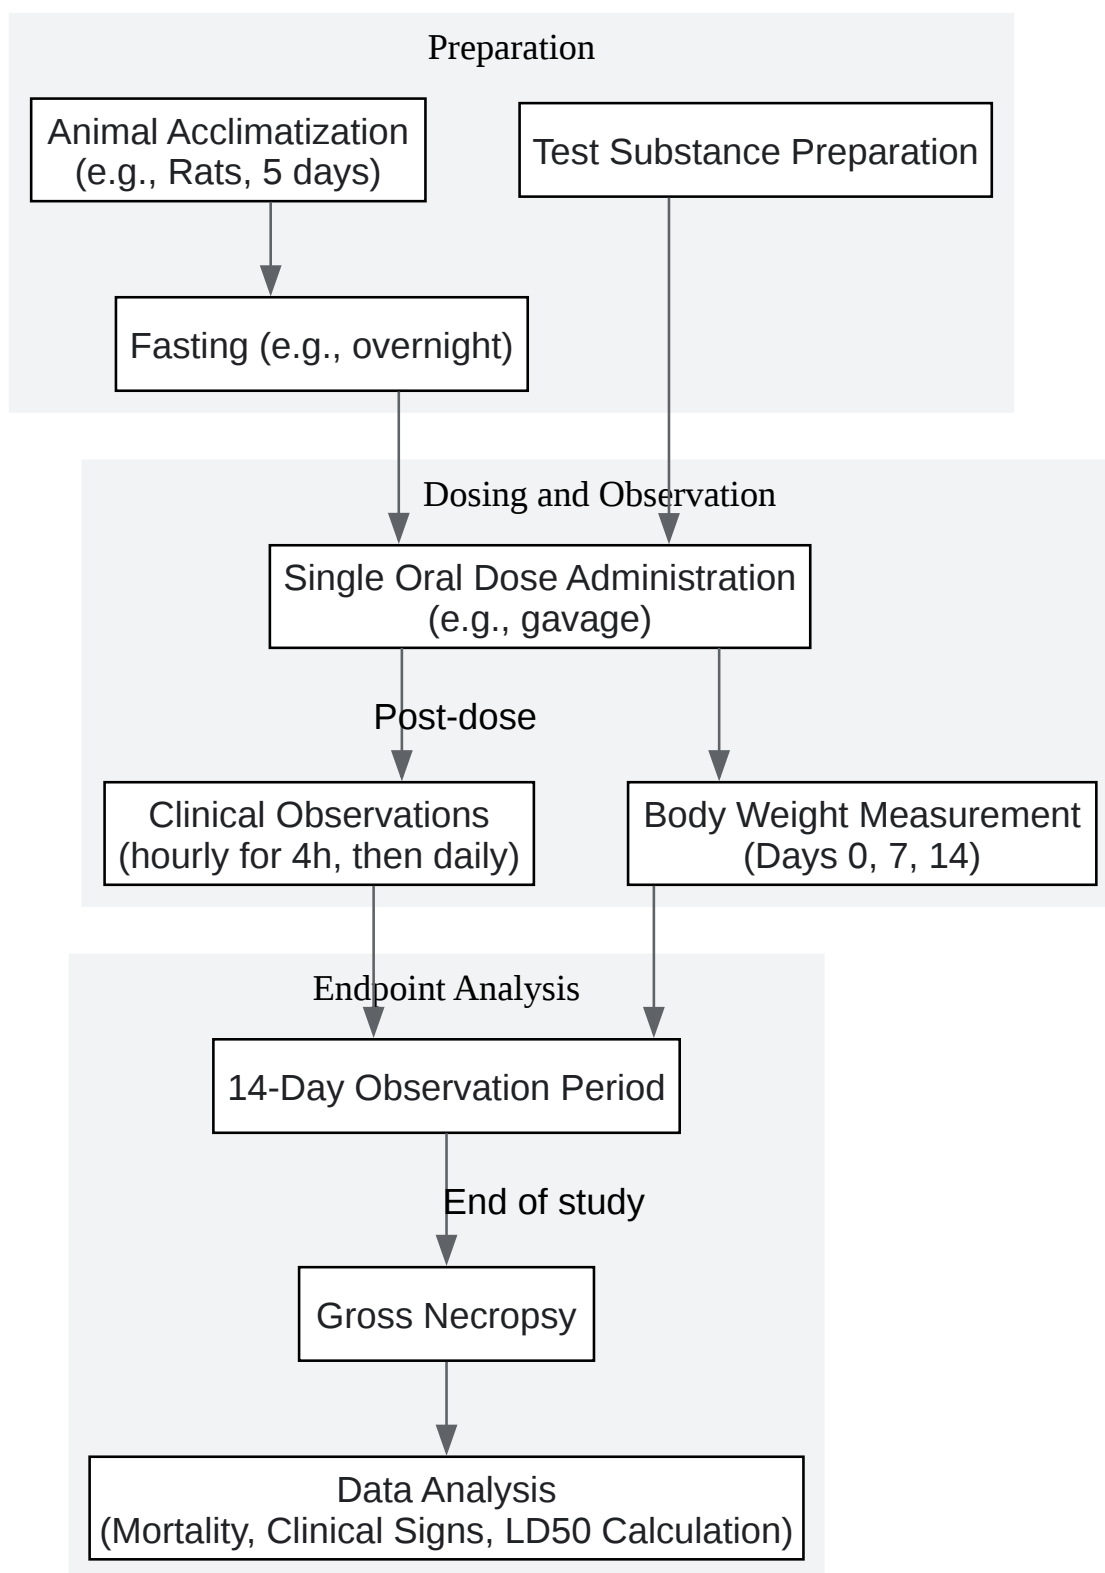 Preparation
Animal Acclimatization
(e.g., Rats, 5 days)
Test Substance Preparation
Fasting (e.g., overnight)
Dosing and Observation
Single Oral Dose Administration
(e.g., gavage)
Post-dose
Clinical Observations
(hourly for 4h, then daily)
Body Weight Measurement
(Days 0, 7, 14)
Endpoint Analysis
14-Day Observation Period
End of study
Gross Necropsy
Data Analysis
(Mortality, Clinical Signs, LD50 Calculation)